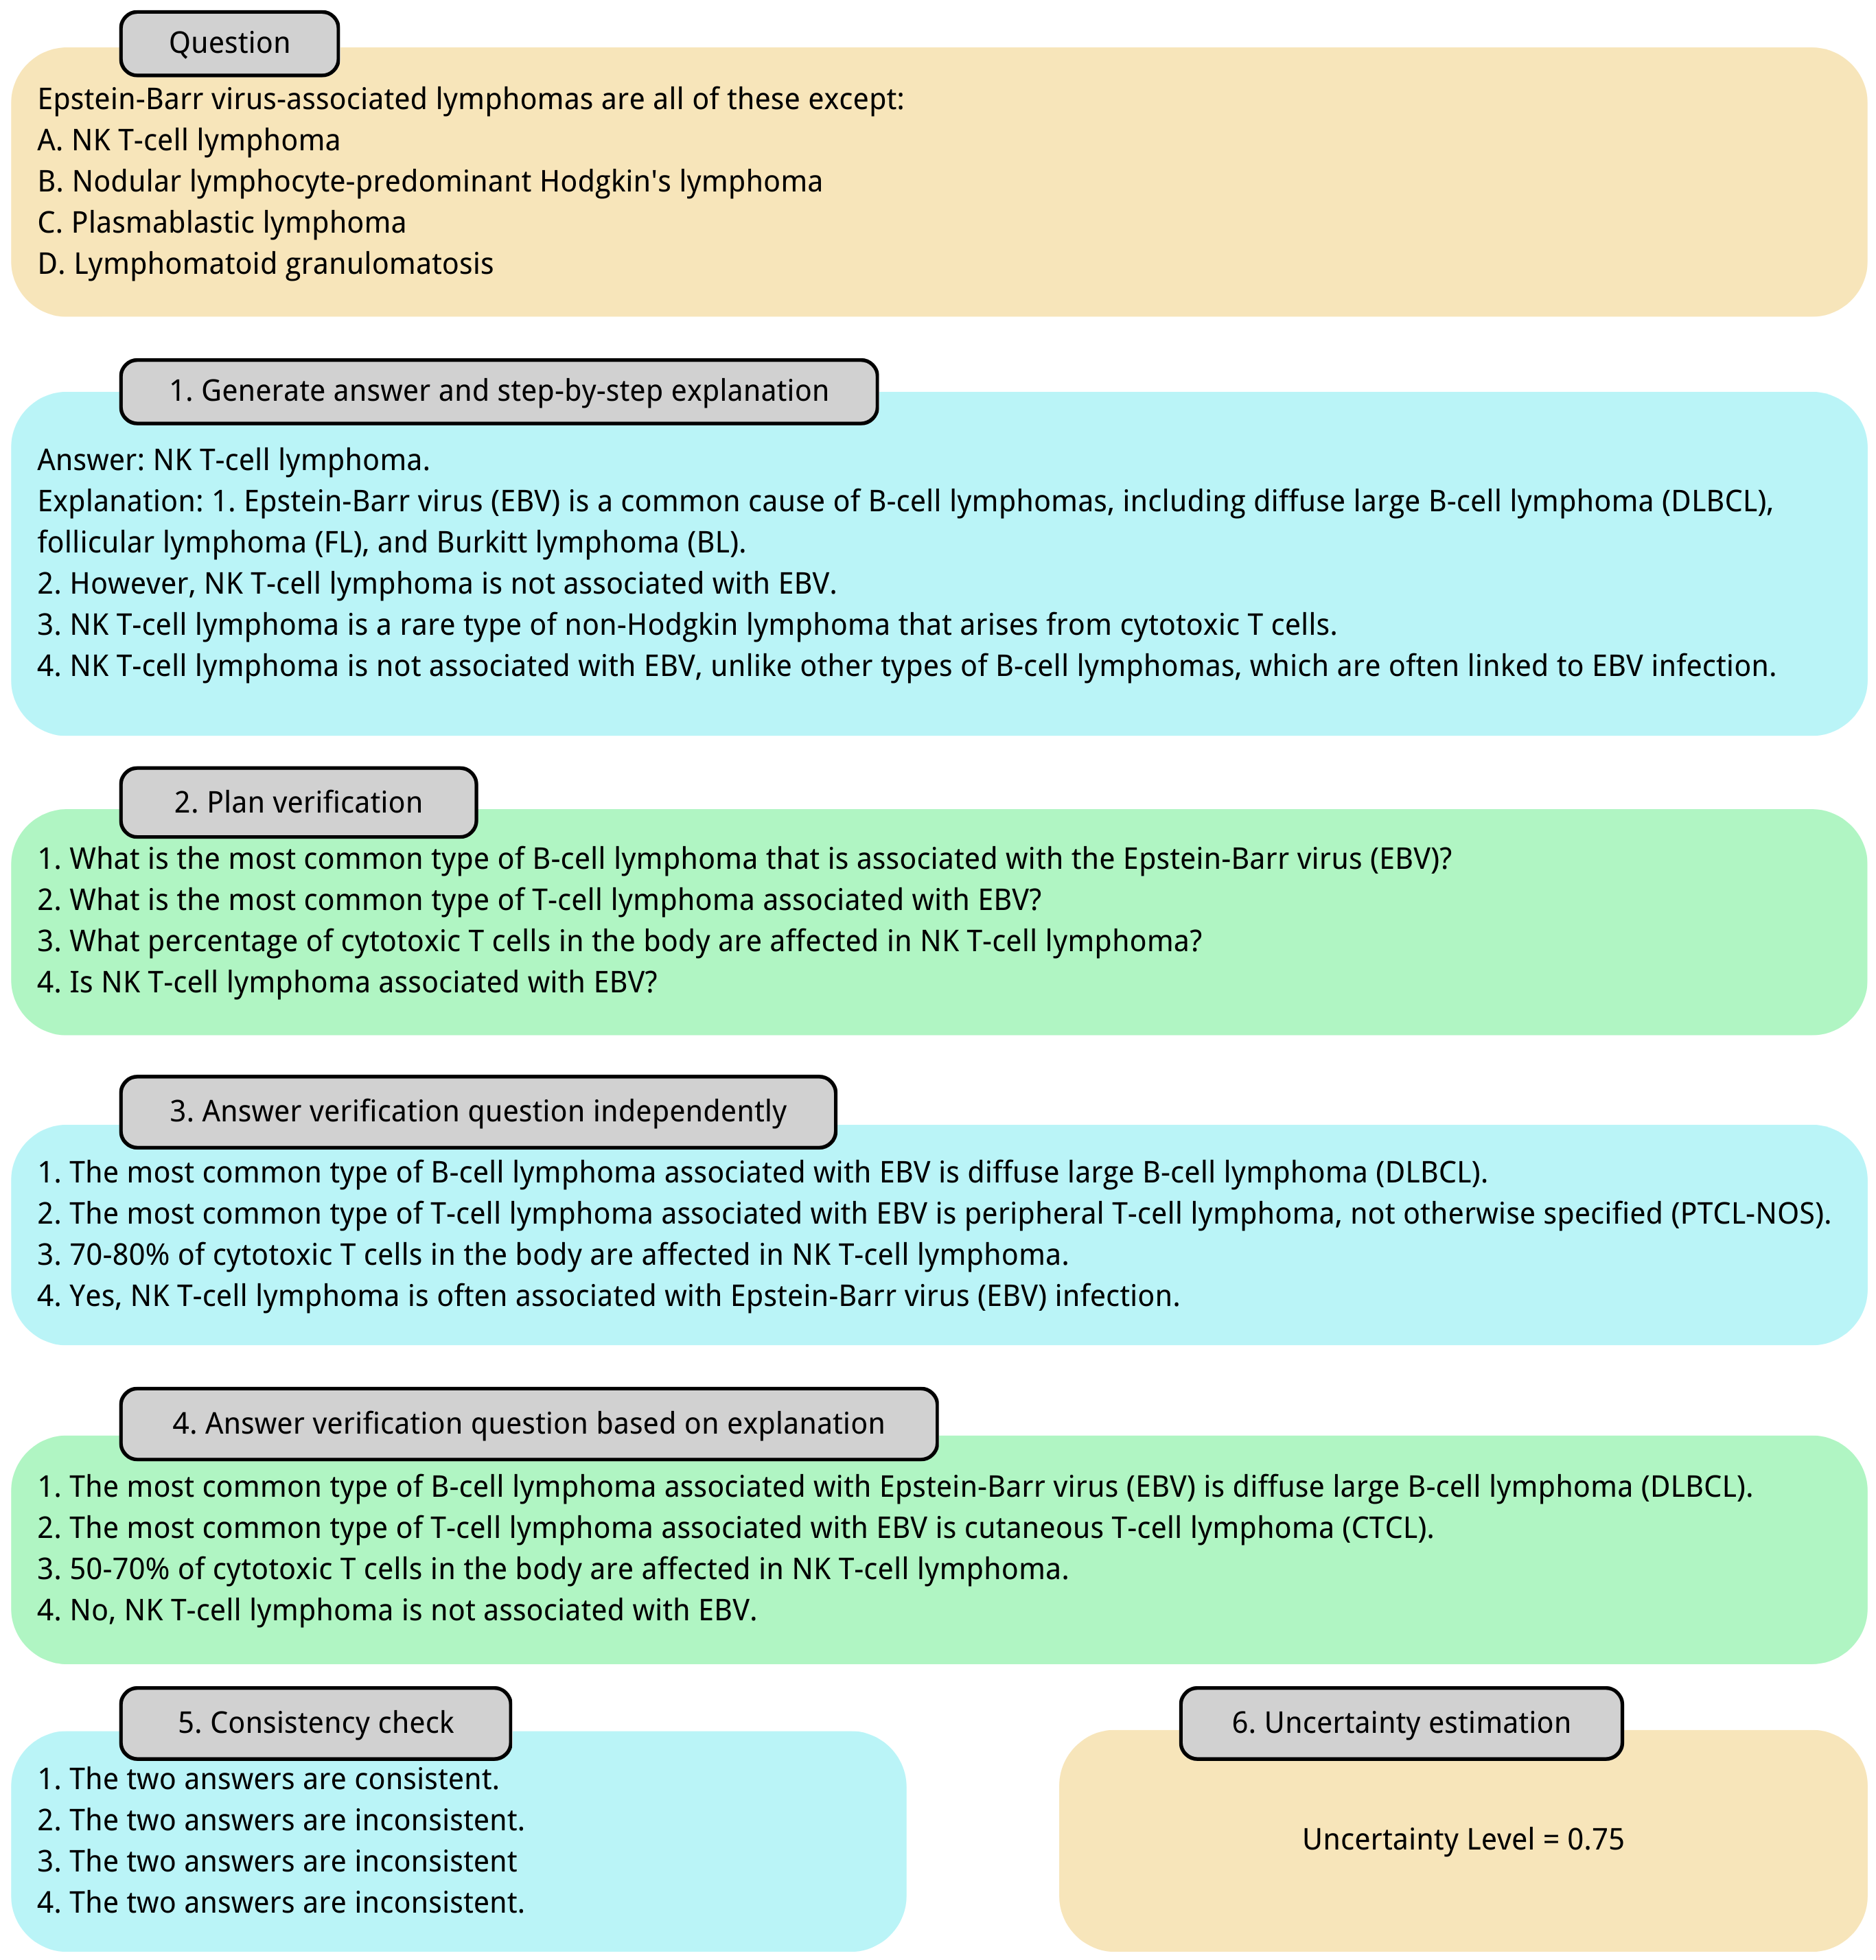 Question
Epstein-Barr virus-associated lymphomas are all of these except:
A. NK T-cell lymphoma
B. Nodular lymphocyte-predominant Hodgkin's lymphoma
C. Plasmablastic lymphoma
D. Lymphomatoid granulomatosis
1. Generate answer and step-by-step explanation
Answer: NK T-cell lymphoma.
Explanation: 1. Epstein-Barr virus (EBV) is a common cause of B-cell lymphomas, including diffuse large B-cell lymphoma (DLBCL),
follicular lymphoma (FL), and Burkitt lymphoma (BL).
2. However, NK T-cell lymphoma is not associated with EBV.
3. NK T-cell lymphoma is a rare type of non-Hodgkin lymphoma that arises from cytotoxic T cells.
4. NK T-cell lymphoma is not associated with EBV, unlike other types of B-cell lymphomas, which are often linked to EBV infection.
2. Plan verification
1. What is the most common type of B-cell lymphoma that is associated with the Epstein-Barr virus (EBV)?
2. What is the most common type of T-cell lymphoma associated with EBV?
3. What percentage of cytotoxic T cells in the body are affected in NK T-cell lymphoma?
4. Is NK T-cell lymphoma associated with EBV?
3. Answer verification question independently
1. The most common type of B-cell lymphoma associated with EBV is diffuse large B-cell lymphoma (DLBCL).
2. The most common type of T-cell lymphoma associated with EBV is peripheral T-cell lymphoma, not otherwise specified (PTCL-NOS).
3. 70-80% of cytotoxic T cells in the body are affected in NK T-cell lymphoma.
4. Yes, NK T-cell lymphoma is often associated with Epstein-Barr virus (EBV) infection.
4. Answer verification question based on explanation
1. The most common type of B-cell lymphoma associated with Epstein-Barr virus (EBV) is diffuse large B-cell lymphoma (DLBCL).
2. The most common type of T-cell lymphoma associated with EBV is cutaneous T-cell lymphoma (CTCL).
3. 50-70% of cytotoxic T cells in the body are affected in NK T-cell lymphoma.
4. No, NK T-cell lymphoma is not associated with EBV.
5. Consistency check
1. The two answers are consistent.
2. The two answers are inconsistent.
3. The two answers are inconsistent
4. The two answers are inconsistent.
6. Uncertainty estimation
Uncertainty Level = 0.75